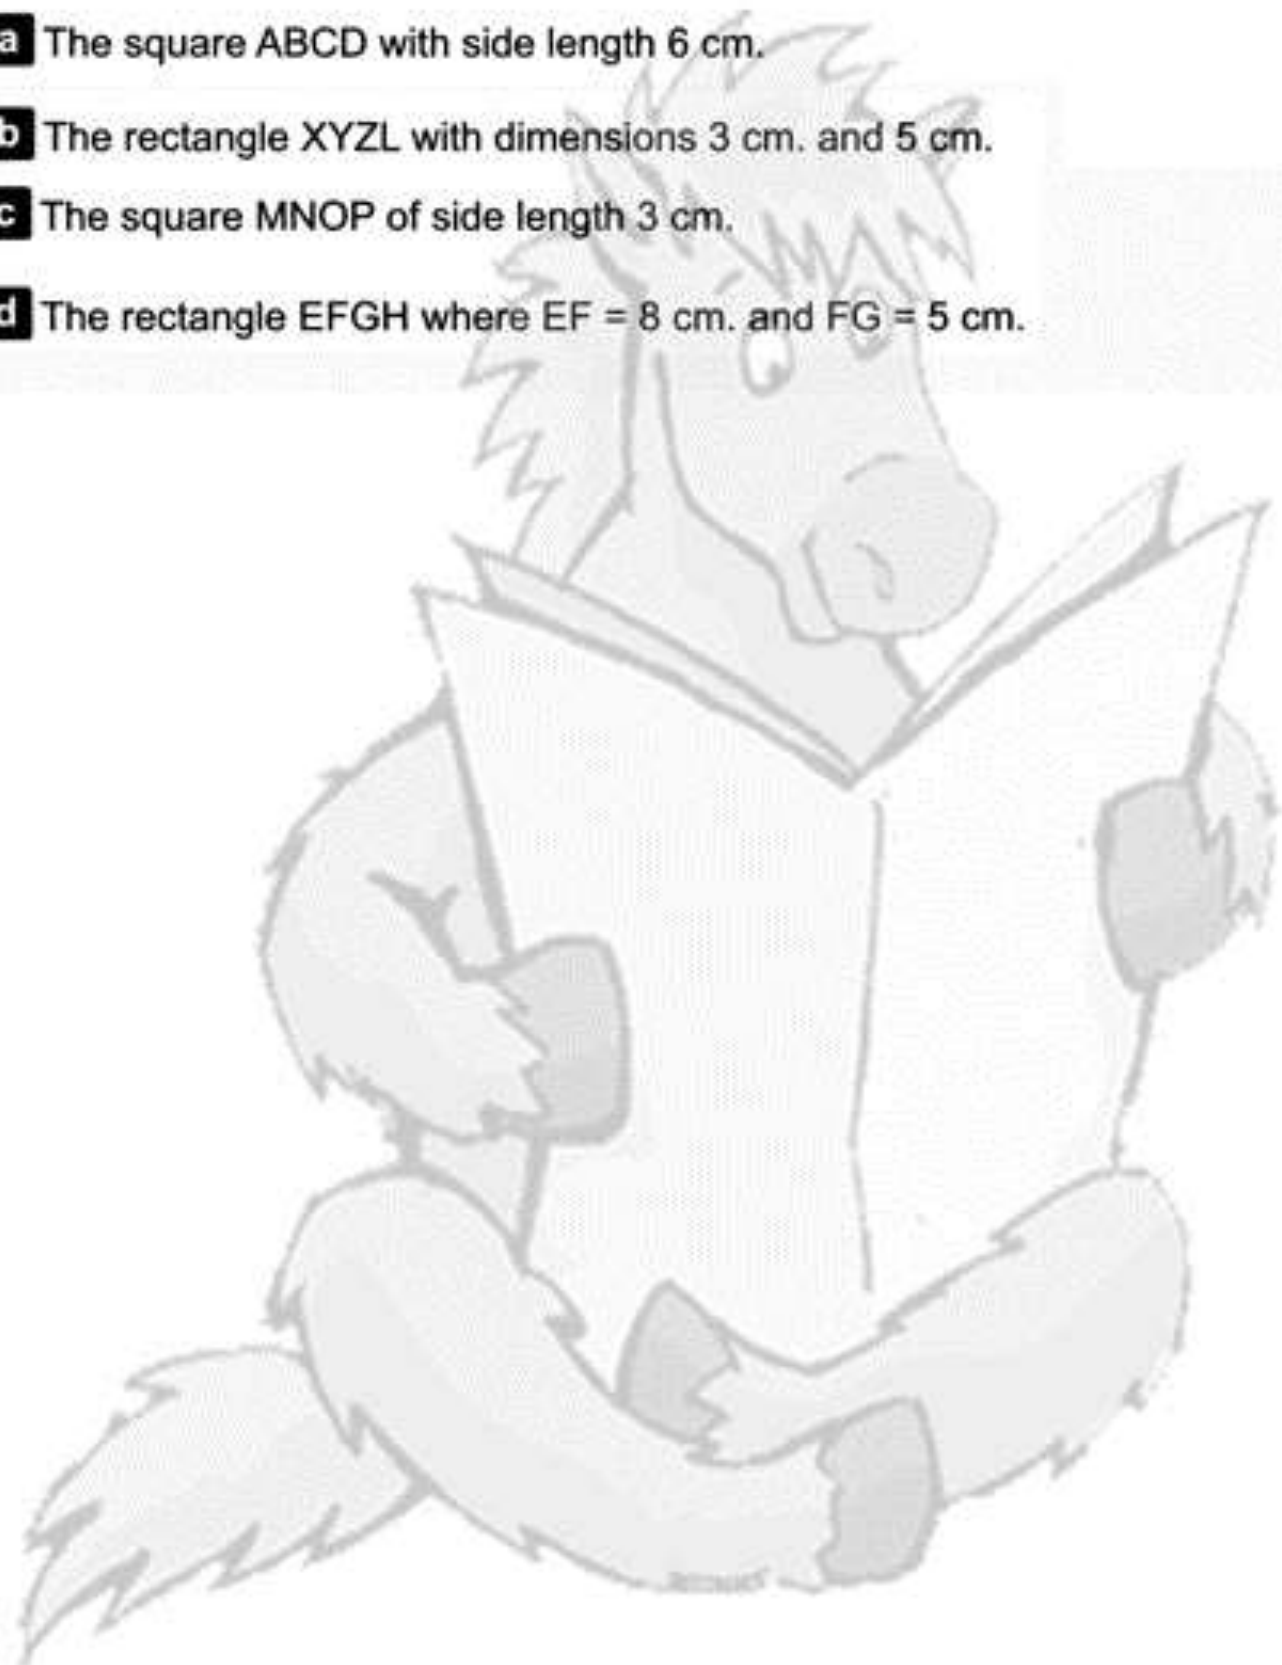 a The square ABCD with side length 6 cm.
b The rectangle XYZL with dimensions 3 cm. and 5 cm.
c The square MNOP of side length 3 cm.
d The rectangle EFGH where EF = 8 cm. and FG = 5 cm.